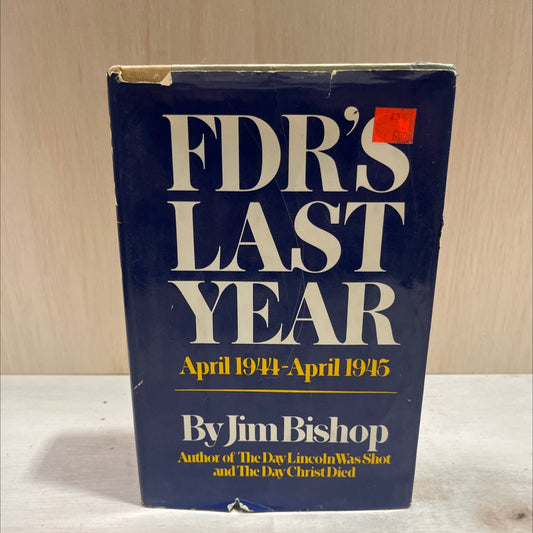 FDR'S
LAST
YEAR
April 1944-April 1945
By Jim Bishop
Author of The Day Lincoln Was Shot
and The Day Christ Died